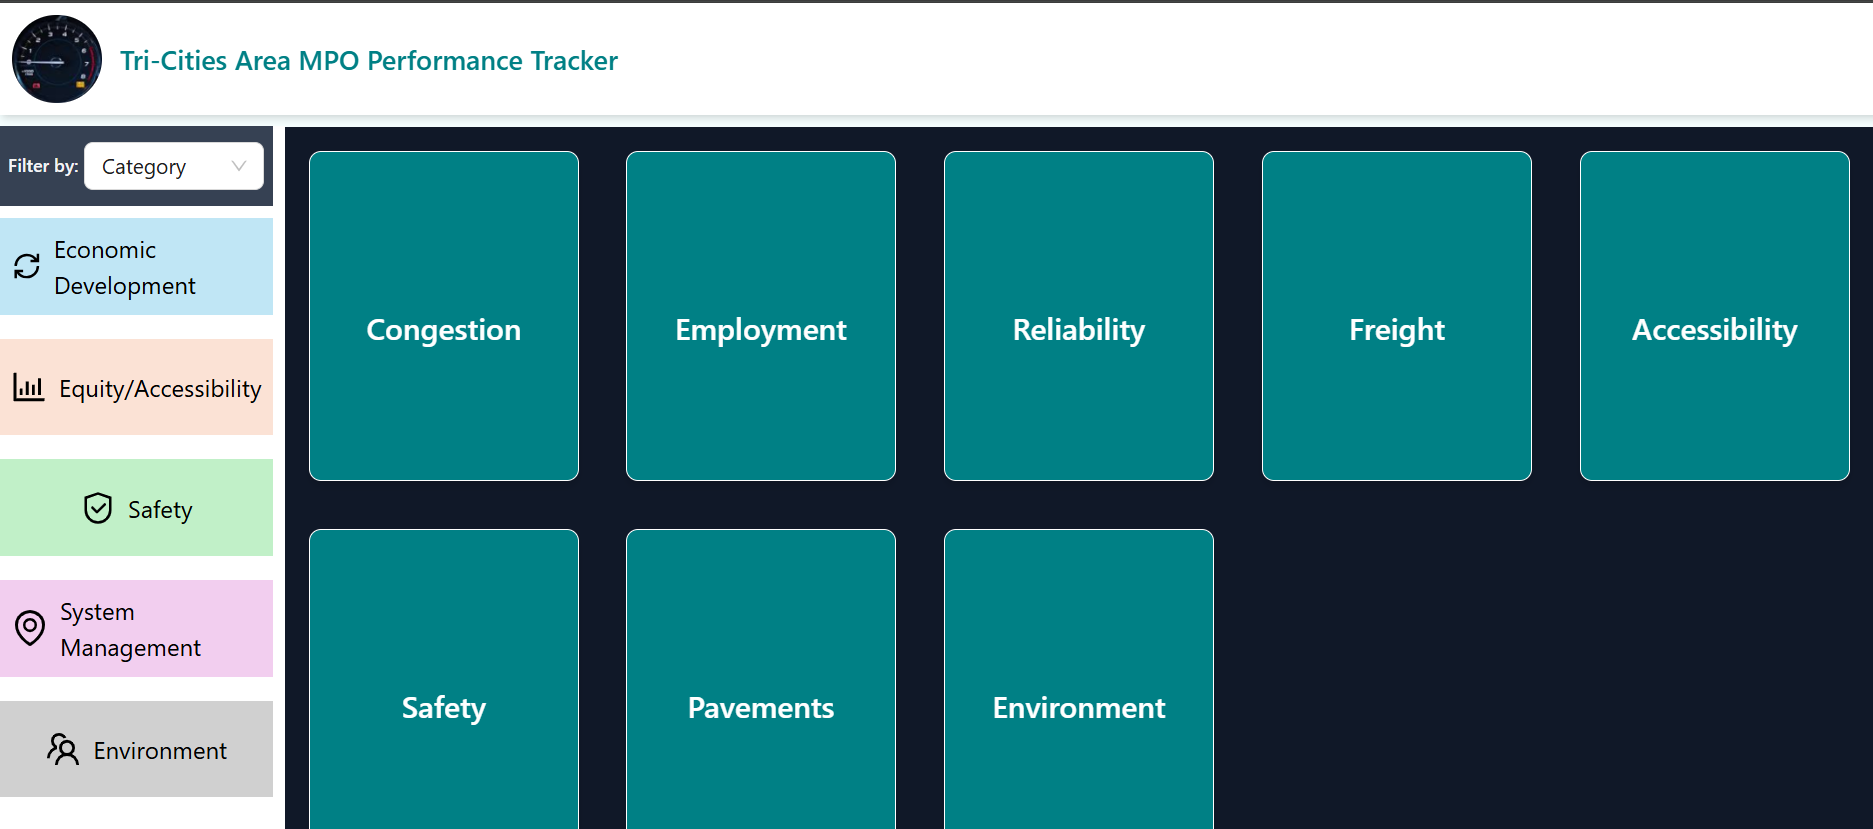 Tri-Cities Area MPO Performance Tracker
Filter by:
Category
Economic
Development
Equity/Accessibility
Safety
System
Management
Environment
Congestion
Employment
Reliability
Freight
Accessibility
Safety
Pavements
Environment